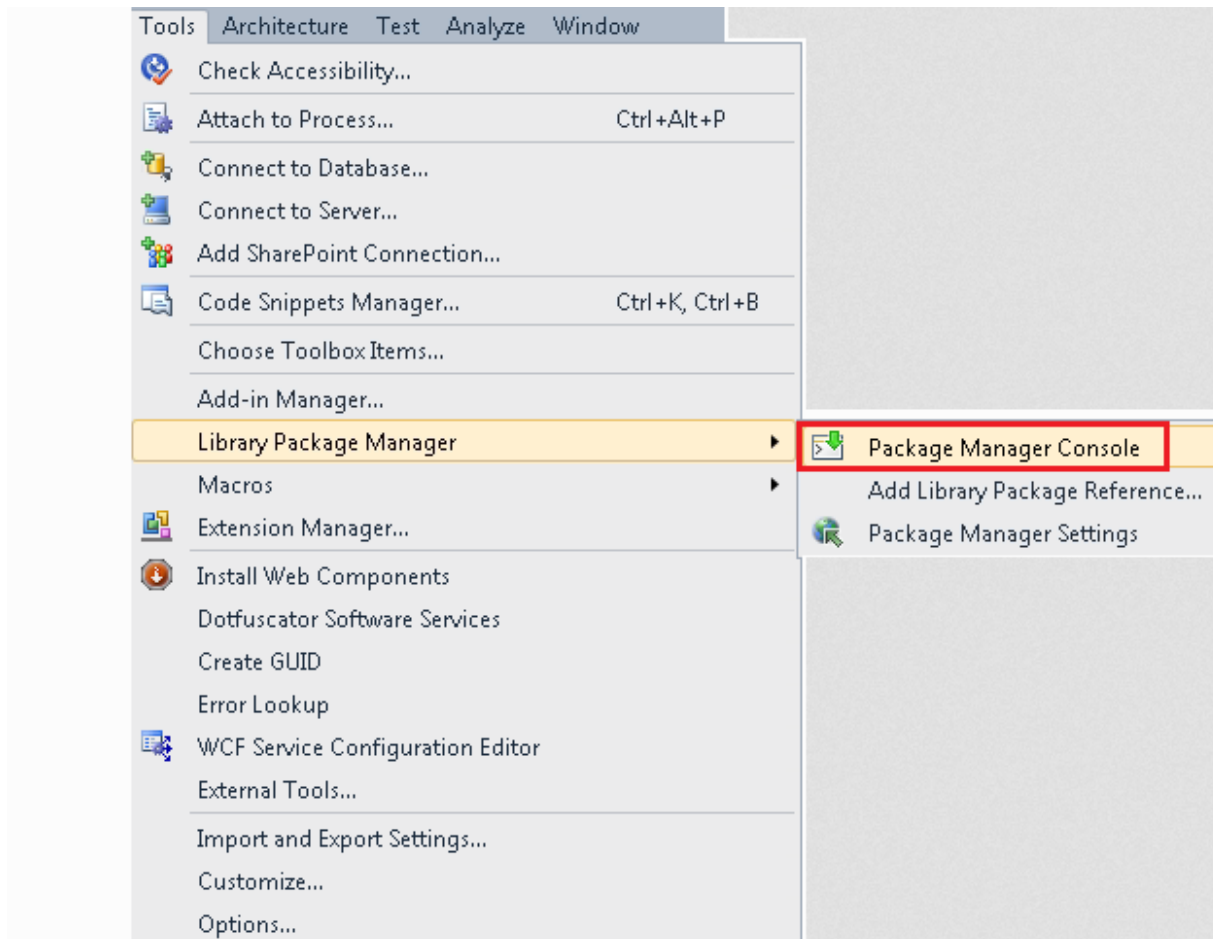 Tools Architecture Test Analyze Window
Check Accessibility...
Attach to Process... Ctrl+Alt+P
Connect to Database...
Connect to Server...
Add SharePoint Connection...
Code Snippets Manager... Ctrl+K, Ctrl+B
Choose Toolbox Items...
Add-in Manager...
Library Package Manager
Package Manager Console
Macros
Add Library Package Reference...
Extension Manager...
Package Manager Settings
Install Web Components
Dotfuscator Software Services
Create GUID
Error Lookup
WCF Service Configuration Editor
External Tools...
Import and Export Settings...
Customize...
Options...